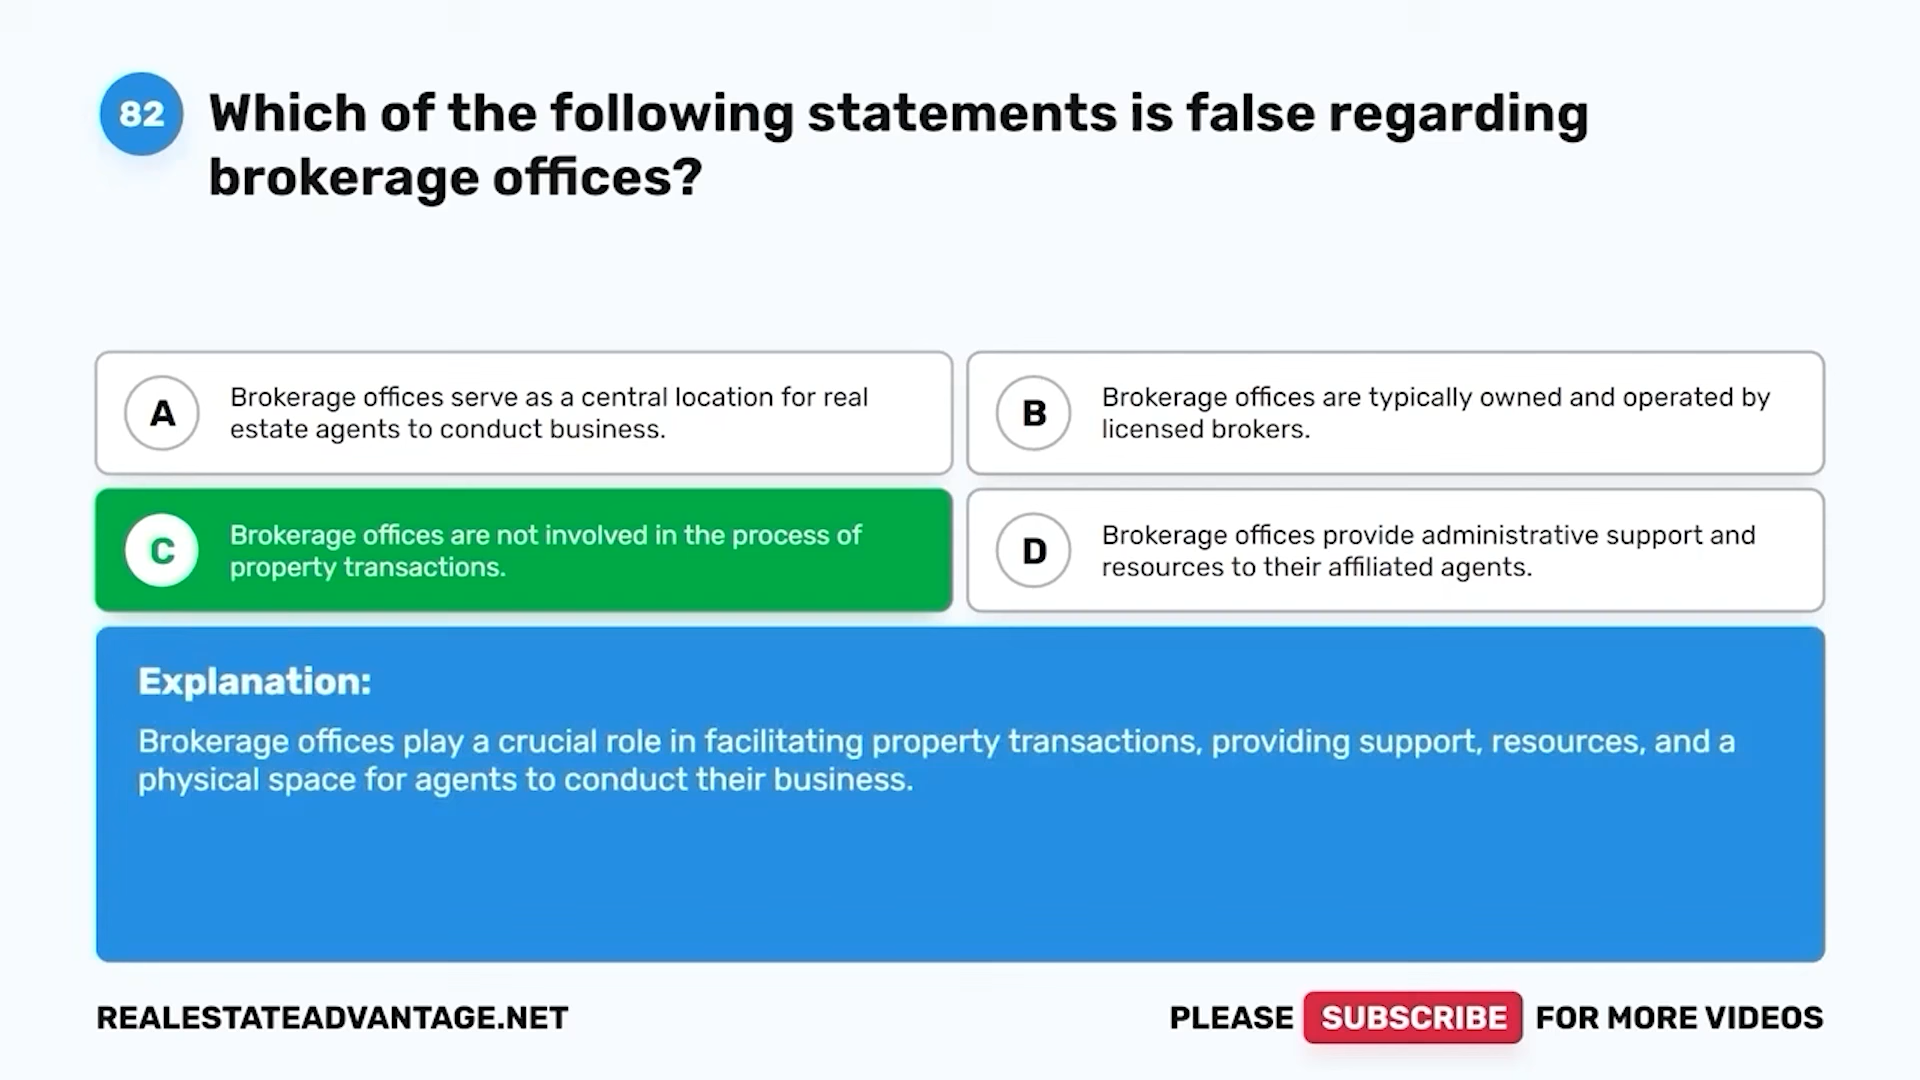 82
Which of the following statements is false regarding
brokerage offices?
A
Brokerage offices serve as a central location for real
estate agents to conduct business.
B
Brokerage offices are typically owned and operated by
licensed brokers.
C
Brokerage offices are not involved in the process of
property transactions.
D
Brokerage offices provide administrative support and
resources to their affiliated agents.
Explanation:
Brokerage offices play a crucial role in facilitating property transactions, providing support, resources, and a
physical space for agents to conduct their business.
REALESTATEADVANTAGE.NET
PLEASE SUBSCRIBE FOR MORE VIDEOS